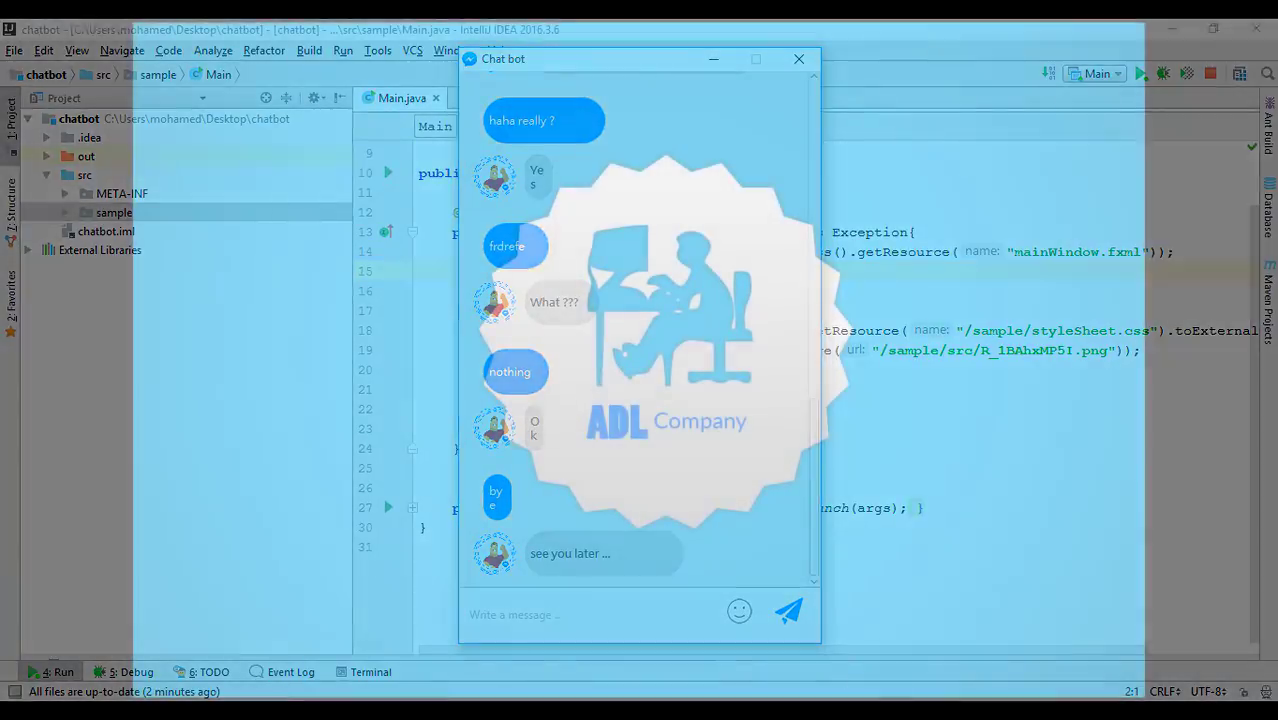 chatbot - [C:\Users\mohamed\Desktop\chatbot] - [chatbot] - ...\src\sample\Main.java - IntelliJ IDEA 2016.3.6
File Edit View Navigate Code Analyze Refactor Build Run Tools VCS
chatbot src sample Main
Main
Project
Main.java
chatbot C:\Users\mohamed\Desktop\chatbot
.idea
out
src
META-INF
sample
chatbot.iml
External Libraries
1: Project
7: Structure
2: Favorites
Ant Build
Database
Maven Projects
Main
9
10
11
12
13 Exception{
14 .getResource( name: "mainWindow.fxml"));
15
16
17
18 etResource( name: "/sample/styleSheet.css").toExternal
19 url: "/sample/src/R_1BAhxMP5I.png"));
20
21
22
23
24 }
25
26
27 nch(args); }
30 }
31
Chat bot
haha really ?
Ye
s
frdrefe
What ???
nothing
O
k
by
e
see you later ...
Write a message ..
ADL Company
4: Run 5: Debug 6: TODO Event Log Terminal
All files are up-to-date (2 minutes ago) 2:1 CRLF UTF-8